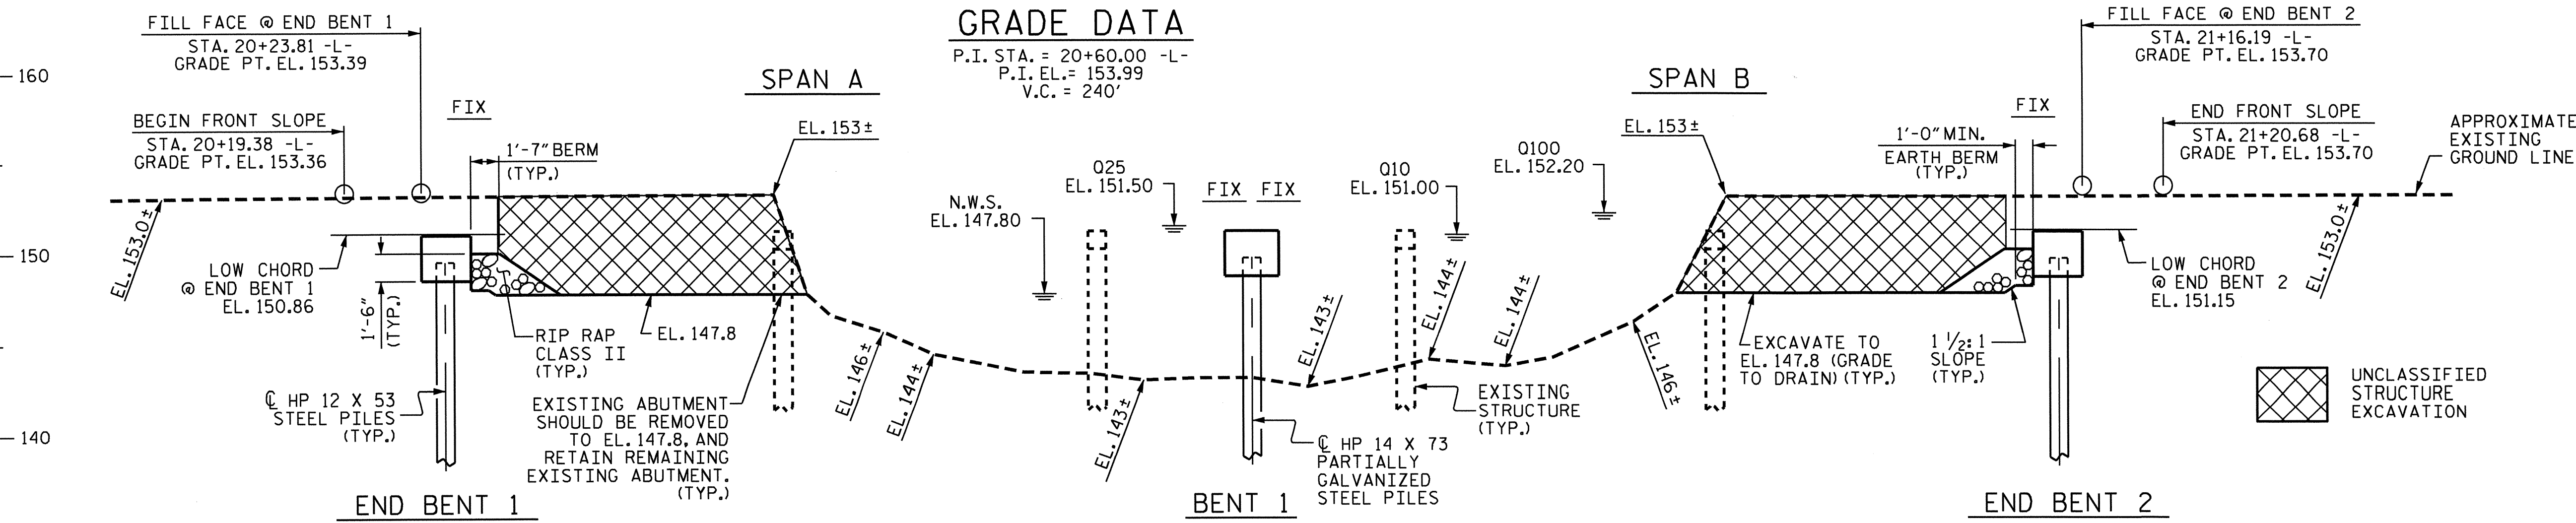 GRADE DATA
P.I. STA. = 20+60.00 -L-
P.I. EL.= 153.99
V.C. = 240'
FILL FACE @ END BENT 1
STA. 20+23.81 -L-
GRADE PT. EL. 153.39
160
150
140
BEGIN FRONT SLOPE
STA. 20+19.38 -L-
GRADE PT. EL. 153.36
FIX
1'-7" BERM
(TYP.)
SPAN A
EL. 153±
N.W.S.
EL. 147.80
Q25
EL. 151.50
FIX FIX
Q10
EL. 151.00
Q100
EL. 152.20
SPAN B
EL. 153±
FILL FACE @ END BENT 2
STA. 21+16.19 -L-
GRADE PT. EL. 153.70
FIX
1'-0" MIN.
EARTH BERM
(TYP.)
END FRONT SLOPE
STA. 21+20.68 -L-
GRADE PT. EL. 153.70
APPROXIMATE
EXISTING
GROUND LINE
EL. 153.0±
LOW CHORD
@ END BENT 1
EL. 150.86
1'-6"
(TYP.)
RIP RAP
CLASS II
(TYP.)
EL. 147.8
℄ HP 12 X 53
STEEL PILES
(TYP.)
EXISTING ABUTMENT
SHOULD BE REMOVED
TO EL. 147.8, AND
RETAIN REMAINING
EXISTING ABUTMENT.
(TYP.)
EL. 146±
EL. 144±
EL. 143±
EL. 143±
EL. 144±
EL. 144±
EL. 146±
℄ HP 14 X 73
PARTIALLY
GALVANIZED
STEEL PILES
EXISTING
STRUCTURE
(TYP.)
EXCAVATE TO
EL. 147.8 (GRADE
TO DRAIN) (TYP.)
1 1/2: 1
SLOPE
(TYP.)
LOW CHORD
@ END BENT 2
EL. 151.15
EL. 153.0±
UNCLASSIFIED
STRUCTURE
EXCAVATION
END BENT 1
BENT 1
END BENT 2